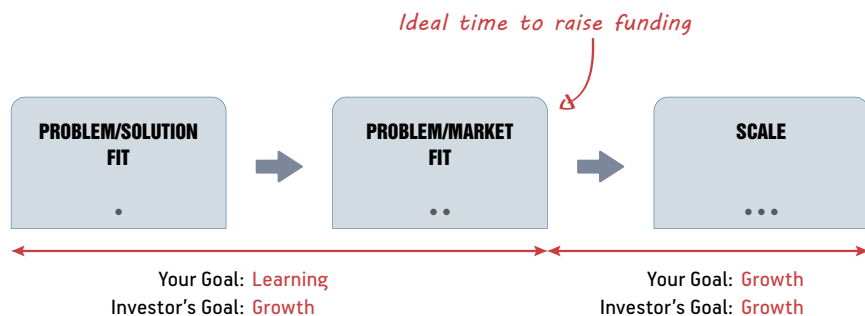 Ideal time to raise funding
PROBLEM/SOLUTION
FIT
PROBLEM/MARKET
FIT
SCALE
Your Goal: Learning
Investor's Goal: Growth
Your Goal: Growth
Investor's Goal: Growth